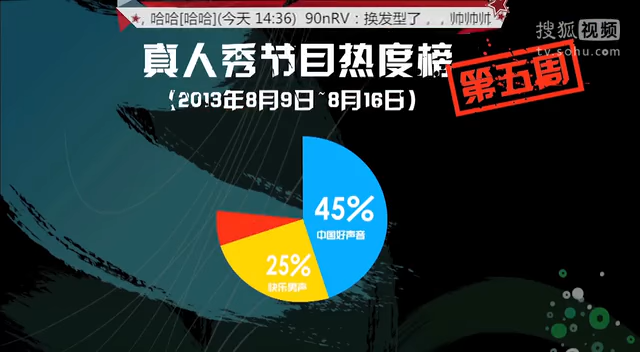 ，哈哈[哈哈](今天 14:36) 90nRV：换发型了，，帅帅帅
搜狐视频
tv.sohu.com
真人秀节目热度榜
第五周
(2013年8月9日~8月16日)
45%
中国好声音
25%
快乐男声